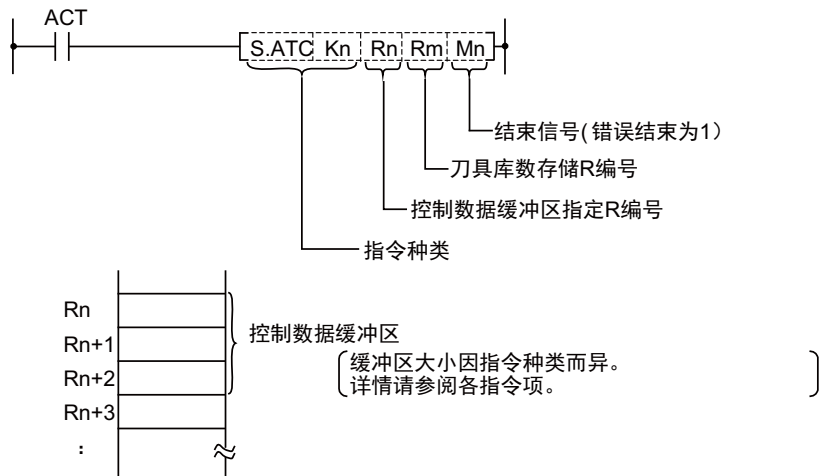 ACT
S.ATC Kn Rn Rm Mn
结束信号(错误结束为1）
刀具库数存储R编号
控制数据缓冲区指定R编号
指令种类
Rn
Rn+1
Rn+2
Rn+3
:
控制数据缓冲区
缓冲区大小因指令种类而异。
详情请参阅各指令项。